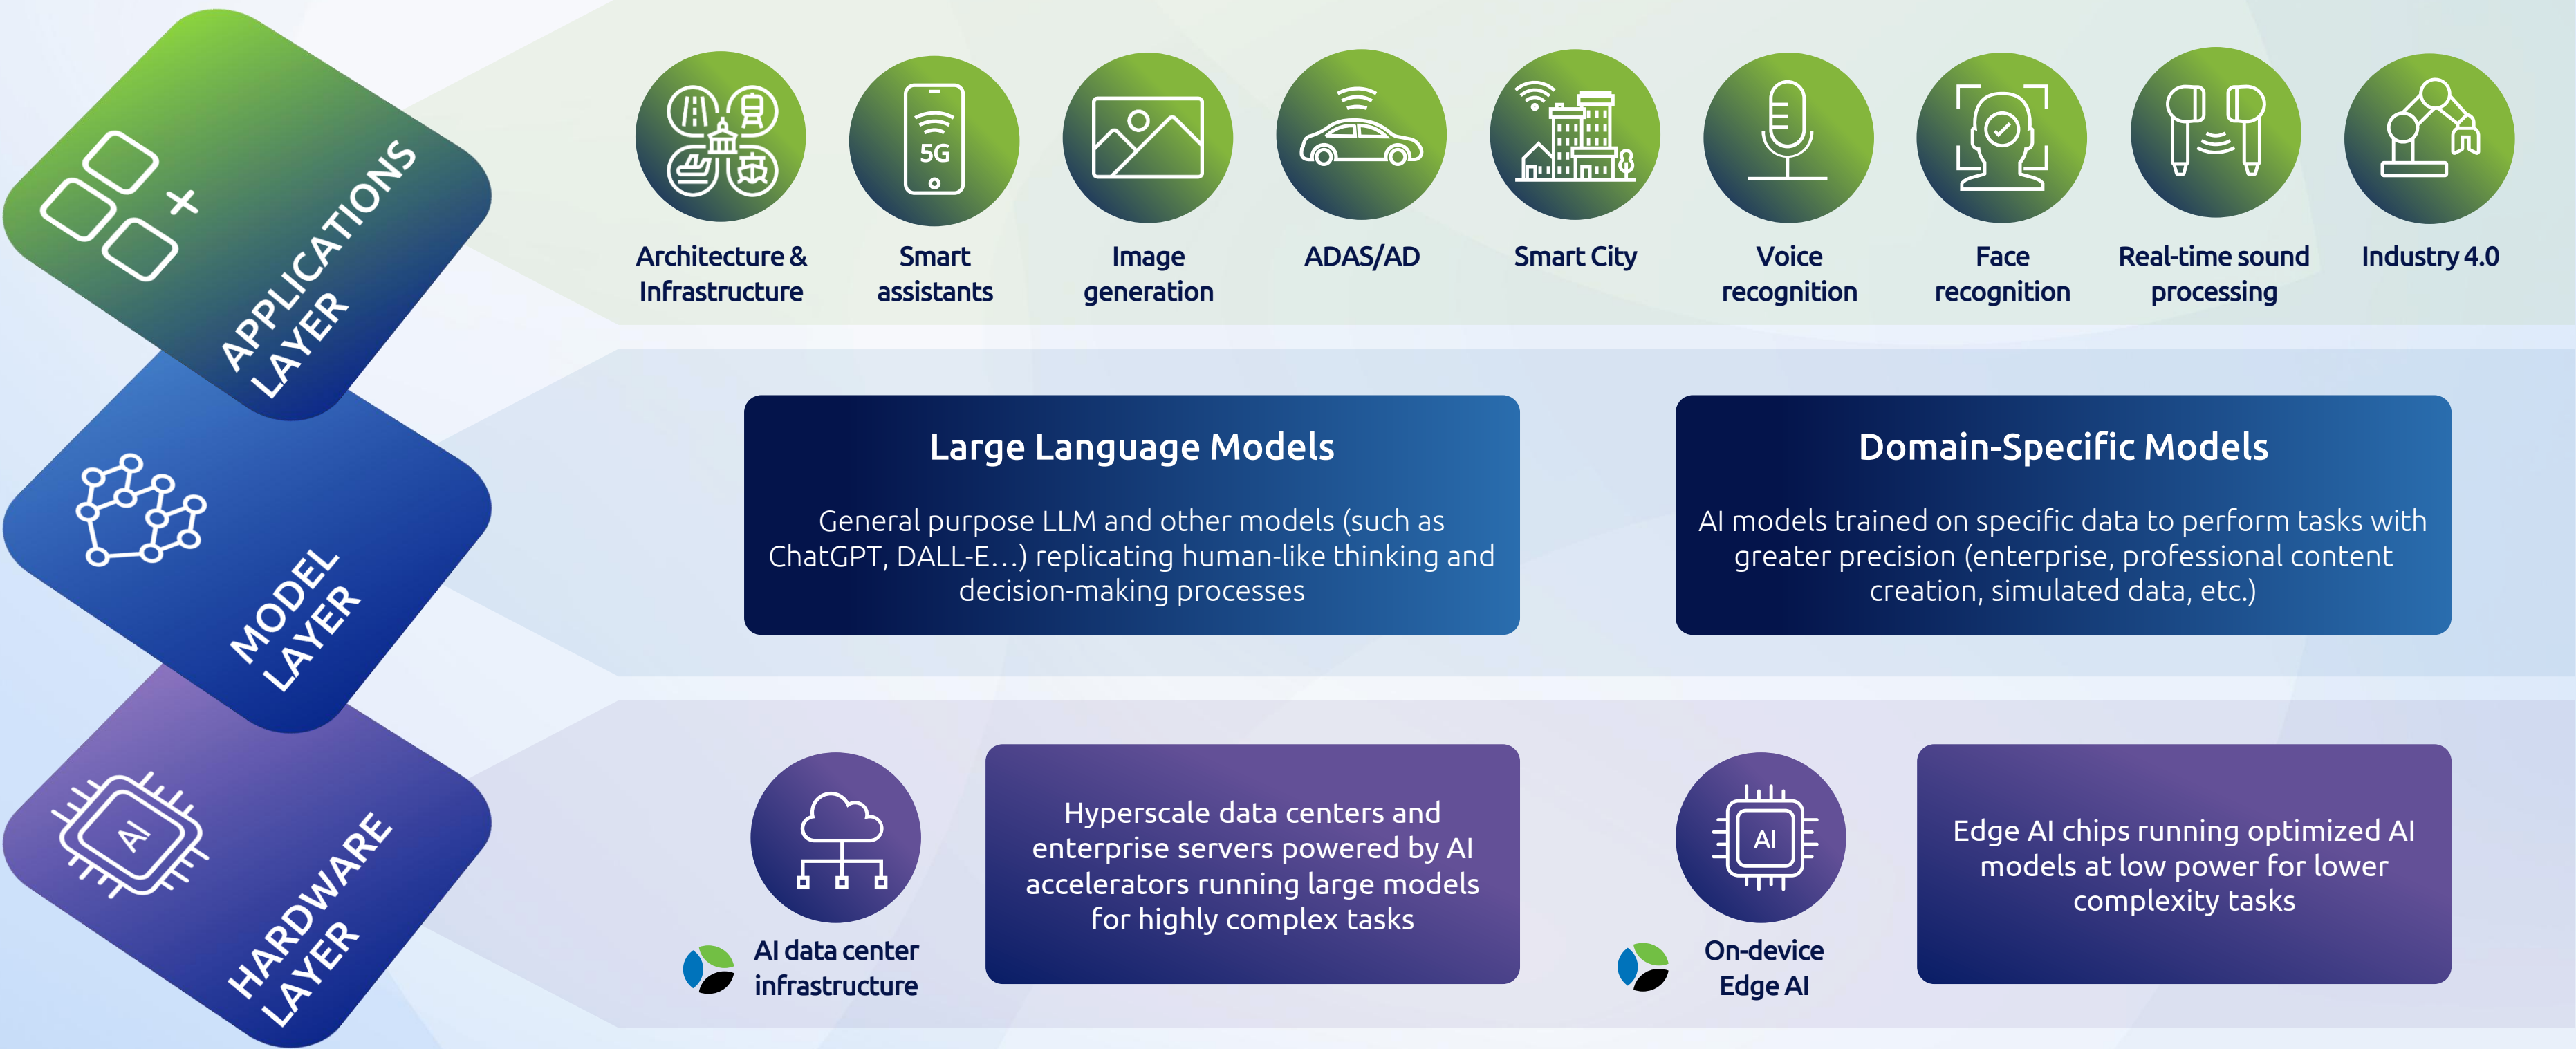 APPLICATIONS
LAYER
5G
Architecture &
Infrastructure
Smart
assistants
Image
generation
ADAS/AD
Smart City
Voice
recognition
Face
recognition
Real-time sound
processing
Industry 4.0
MODEL
LAYER
Large Language Models
General purpose LLM and other models (such as
ChatGPT, DALL-E...) replicating human-like thinking and
decision-making processes
Domain-Specific Models
AI models trained on specific data to perform tasks with
greater precision (enterprise, professional content
creation, simulated data, etc.)
AI
HARDWARE
LAYER
AI data center
infrastructure
Hyperscale data centers and
enterprise servers powered by AI
accelerators running large models
for highly complex tasks
AI
On-device
Edge AI
Edge AI chips running optimized AI
models at low power for lower
complexity tasks